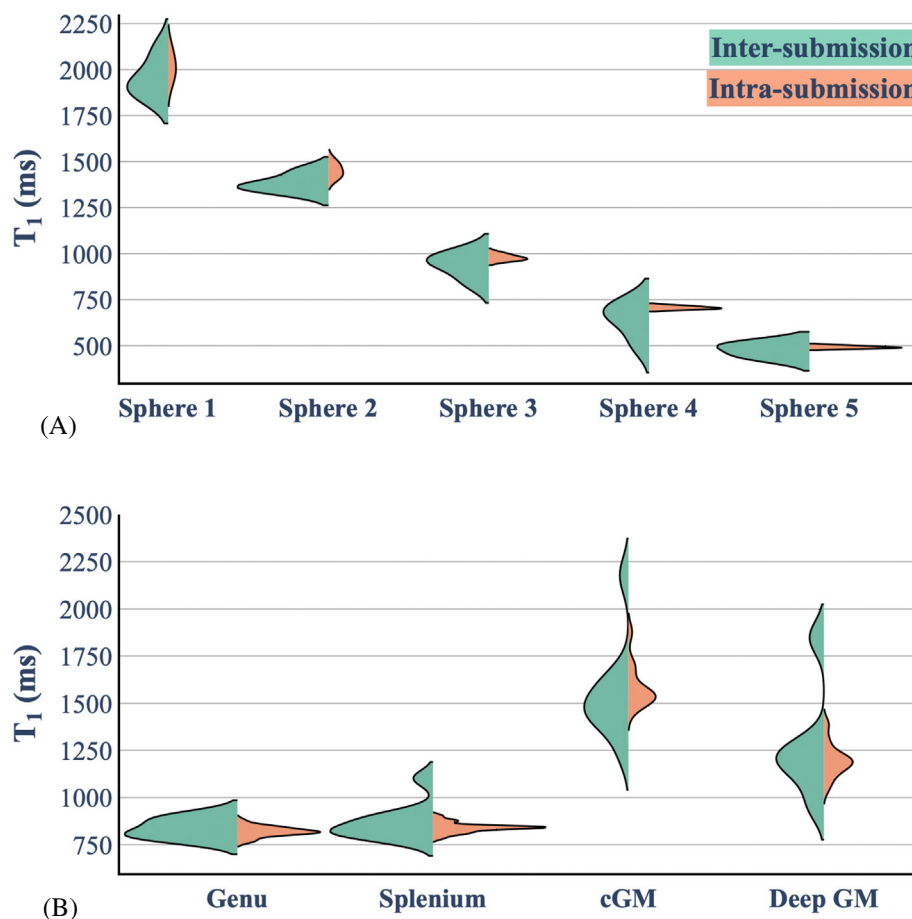 2250
2000
1750
1500
1250
1000
750
500
T₁ (ms)
Inter-submission
Intra-submission
Sphere 1 Sphere 2 Sphere 3 Sphere 4 Sphere 5
(A)
2500
2250
2000
1750
1500
1250
1000
750
T₁ (ms)
Genu Splenium cGM Deep GM
(B)